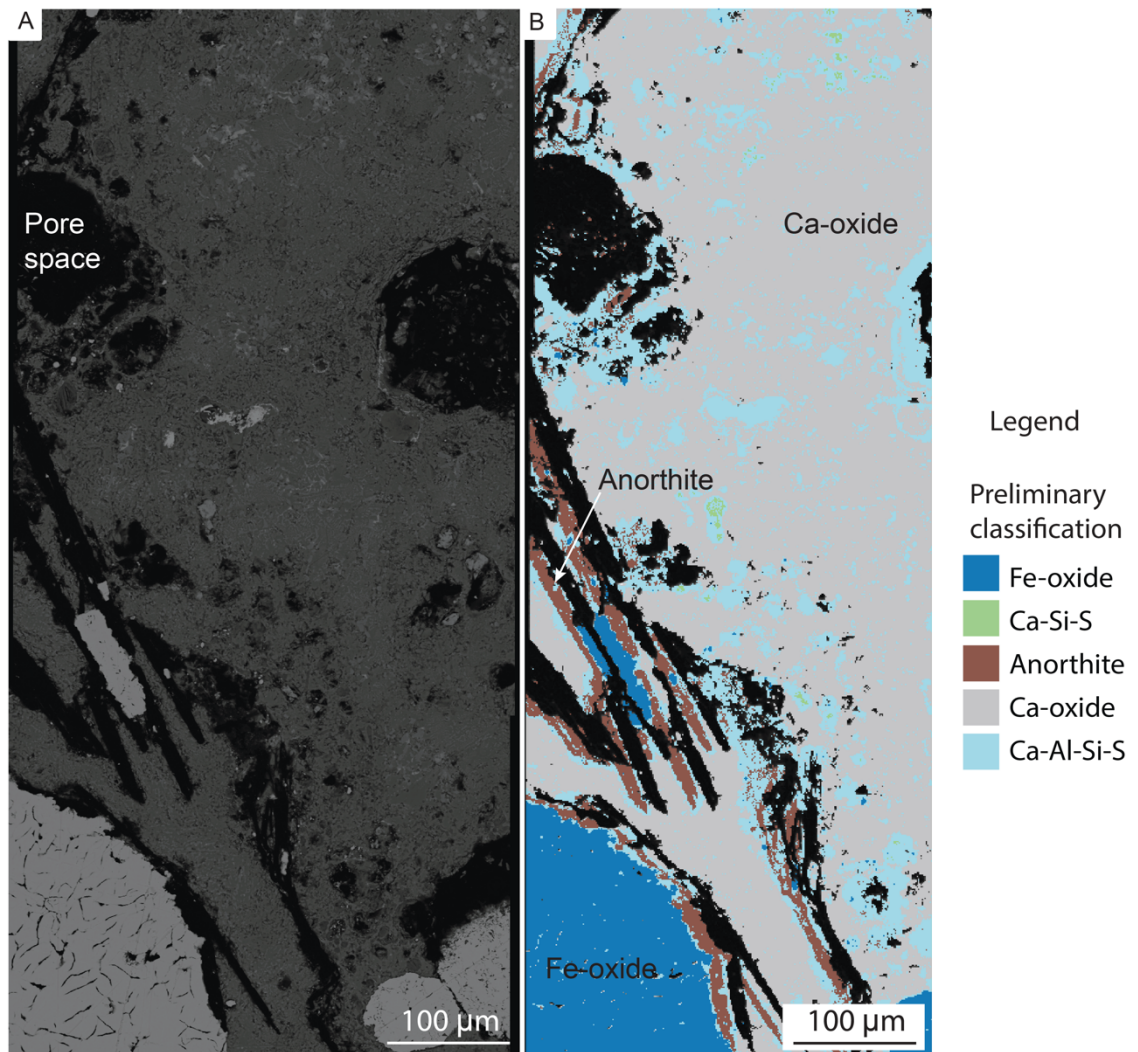 A
B
Pore
space
Ca-oxide
Anorthite
Fe-oxide
100 µm
100 µm
Legend
Preliminary
classification
Fe-oxide
Ca-Si-S
Anorthite
Ca-oxide
Ca-Al-Si-S